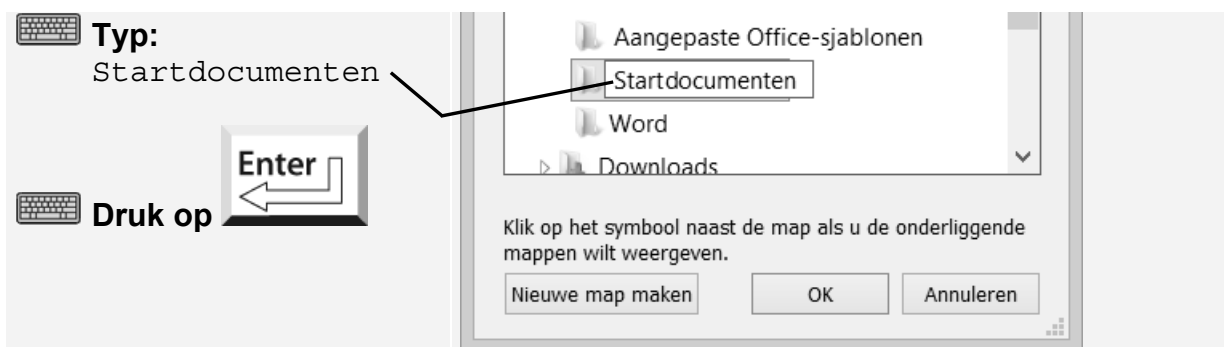 Typ:
Startdocumenten
Enter
Druk op
Aangepaste Office-sjablonen
Startdocumenten
Word
Downloads
Klik op het symbool naast de map als u de onderliggende
mappen wilt weergeven.
Nieuwe map maken
OK
Annuleren